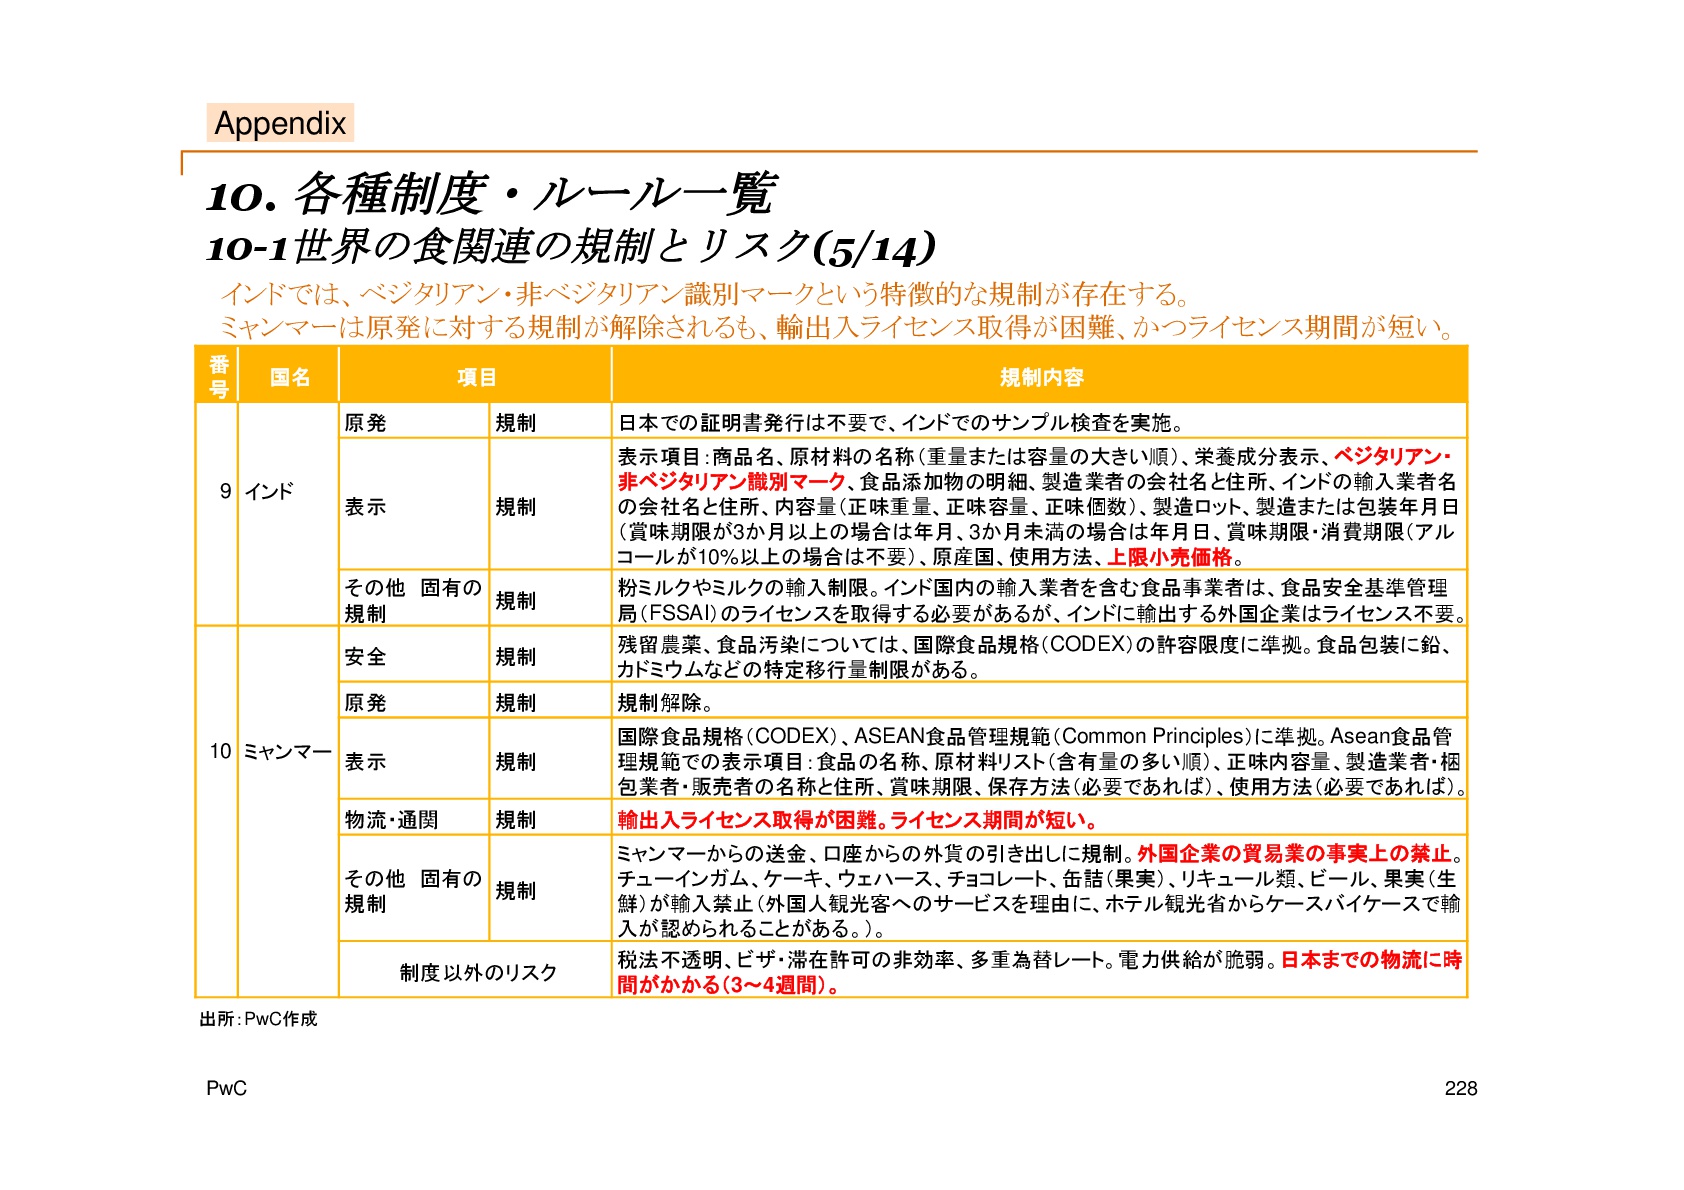 Appendix
10. 各種制度・ルール一覧
10-1世界の食関連の規制とリスク(5/14)
インドでは、ベジタリアン・非ベジタリアン識別マークという特徴的な規制が存在する。
ミャンマーは原発に対する規制が解除されるも、輸出入ライセンス取得が困難、かつライセンス期間が短い。
番号 国名 項目 規制内容
9 インド
原発 規制 日本での証明書発行は不要で、インドでのサンプル検査を実施。
表示 規制
表示項目：商品名、原材料の名称（重量または容量の大きい順）、栄養成分表示、ベジタリアン・
非ベジタリアン識別マーク、食品添加物の明細、製造業者の会社名と住所、インドの輸入業者名
の会社名と住所、内容量（正味重量、正味容量、正味個数）、製造ロット、製造または包装年月日
（賞味期限が3か月以上の場合は年月、3か月未満の場合は年月日、賞味期限・消費期限（アル
コールが10%以上の場合は不要）、原産国、使用方法、上限小売価格。
その他 固有の
規制
規制
粉ミルクやミルクの輸入制限。インド国内の輸入業者を含む食品事業者は、食品安全基準管理
局（FSSAI）のライセンスを取得する必要があるが、インドに輸出する外国企業はライセンス不要。
10 ミャンマー
安全 規制
残留農薬、食品汚染については、国際食品規格（CODEX）の許容限度に準拠。食品包装に鉛、
カドミウムなどの特定移行量制限がある。
原発 規制 規制解除。
表示 規制
国際食品規格（CODEX）、ASEAN食品管理規範（Common Principles）に準拠。Asean食品管
理規範での表示項目：食品の名称、原材料リスト（含有量の多い順）、正味内容量、製造業者・梱
包業者・販売者の名称と住所、賞味期限、保存方法（必要であれば）、使用方法（必要であれば）。
物流・通関 規制 輸出入ライセンス取得が困難。ライセンス期間が短い。
その他 固有の
規制
規制
ミャンマーからの送金、口座からの外貨の引き出しに規制。外国企業の貿易業の事実上の禁止。
チューインガム、ケーキ、ウェハース、チョコレート、缶詰（果実）、リキュール類、ビール、果実（生
鮮）が輸入禁止（外国人観光客へのサービスを理由に、ホテル観光省からケースバイケースで輸
入が認められることがある。）。
制度以外のリスク
税法不透明、ビザ・滞在許可の非効率、多重為替レート。電力供給が脆弱。日本までの物流に時
間がかかる（3〜4週間）。
出所：PwC作成
PwC
228